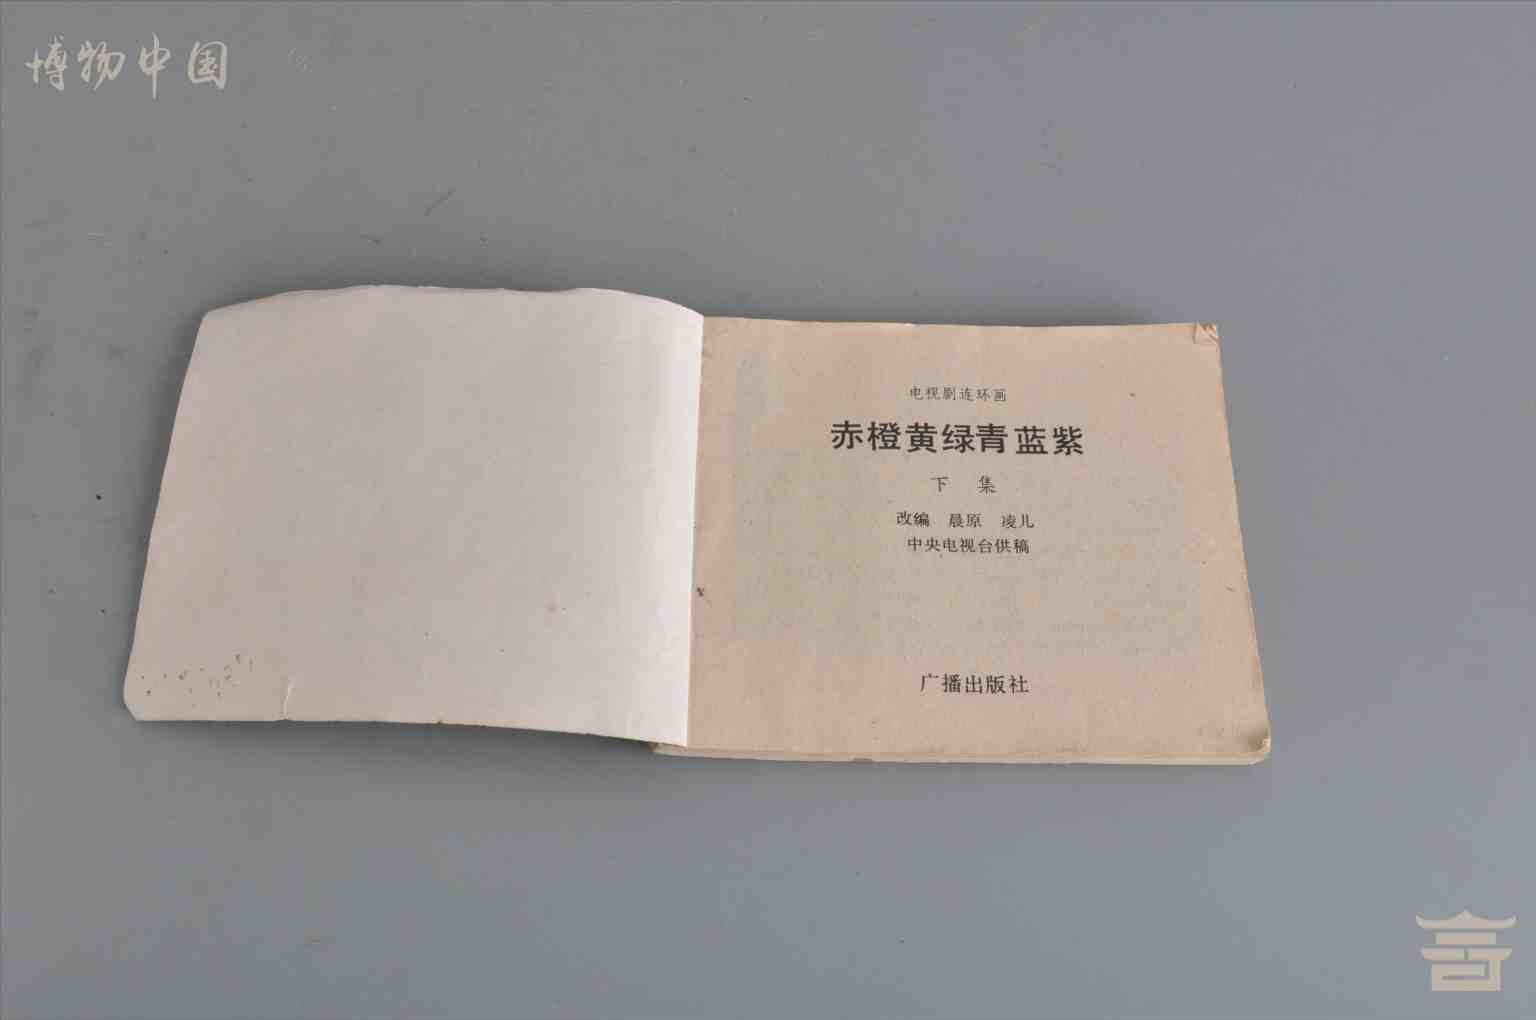 博物中国
电视剧连环画
赤橙黄绿青蓝紫
下 集
改编 晨原 凌儿
中央电视台供稿
广播出版社